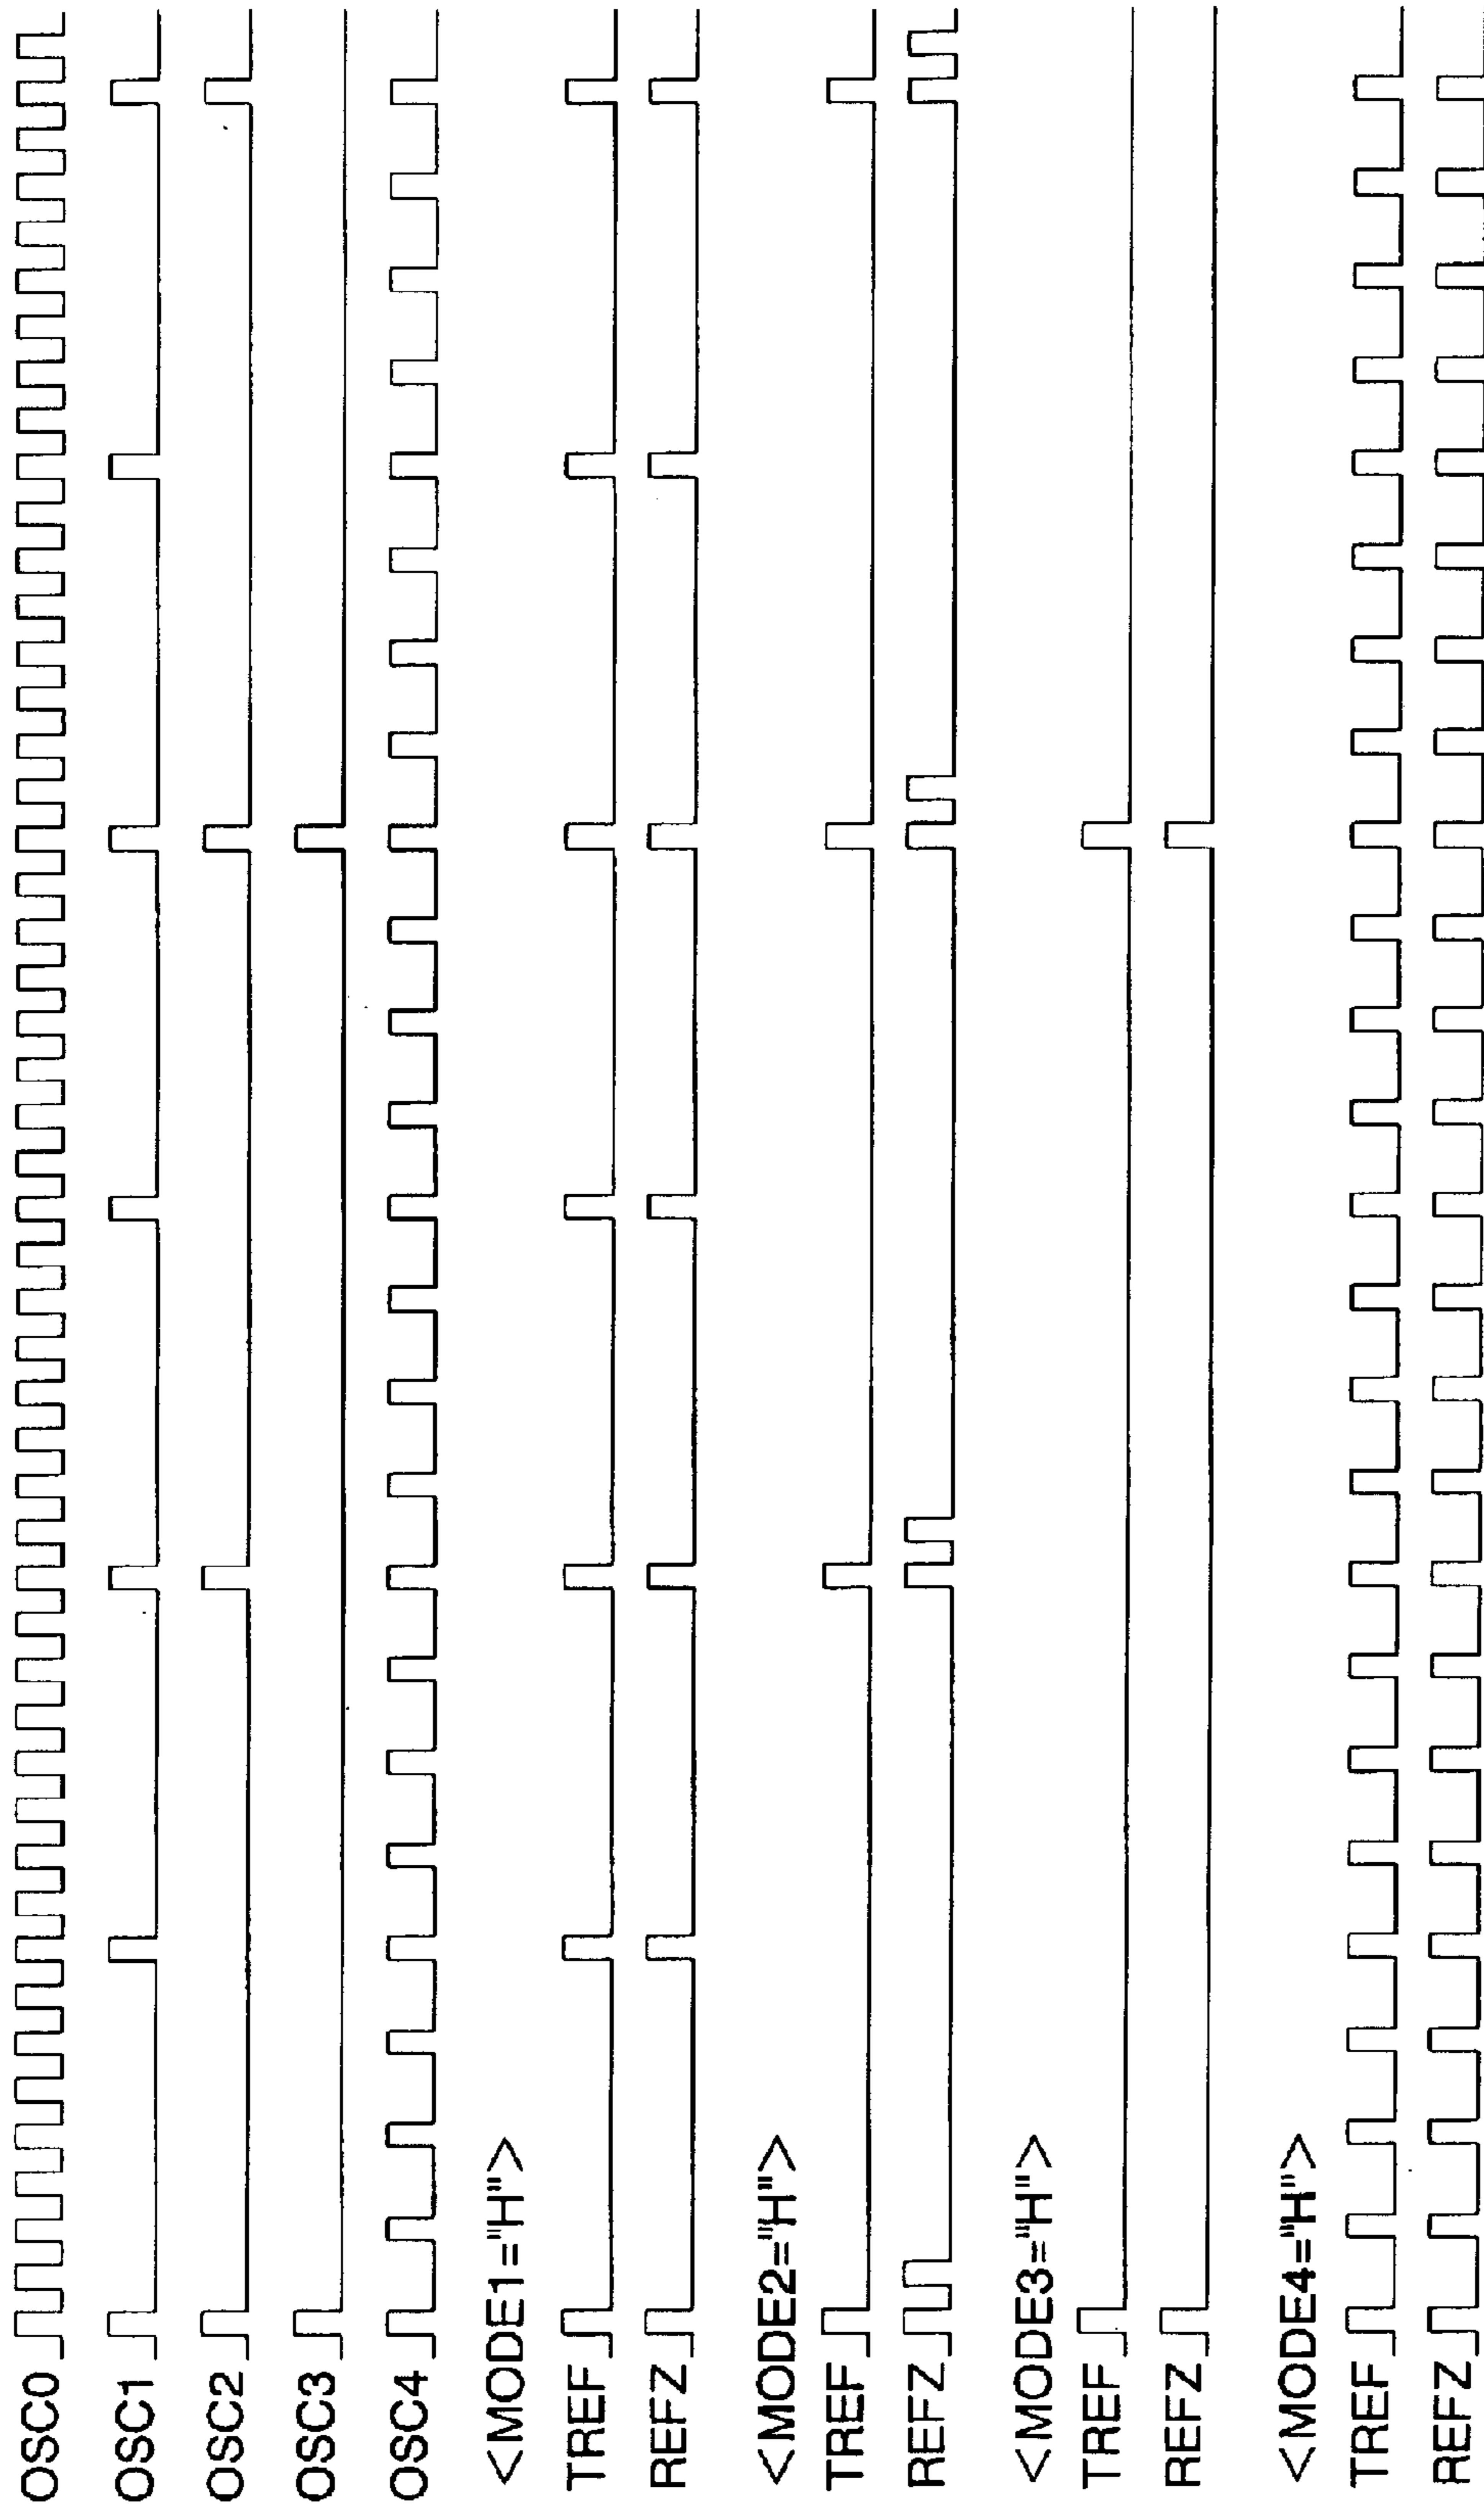 OSC0
OSC1
OSC2
OSC3
OSC4
<MODE1="H">
TREF
REFZ
<MODE2="H">
TREF
REFZ
<MODE3="H">
TREF
REFZ
<MODE4="H">
TREF
REFZ